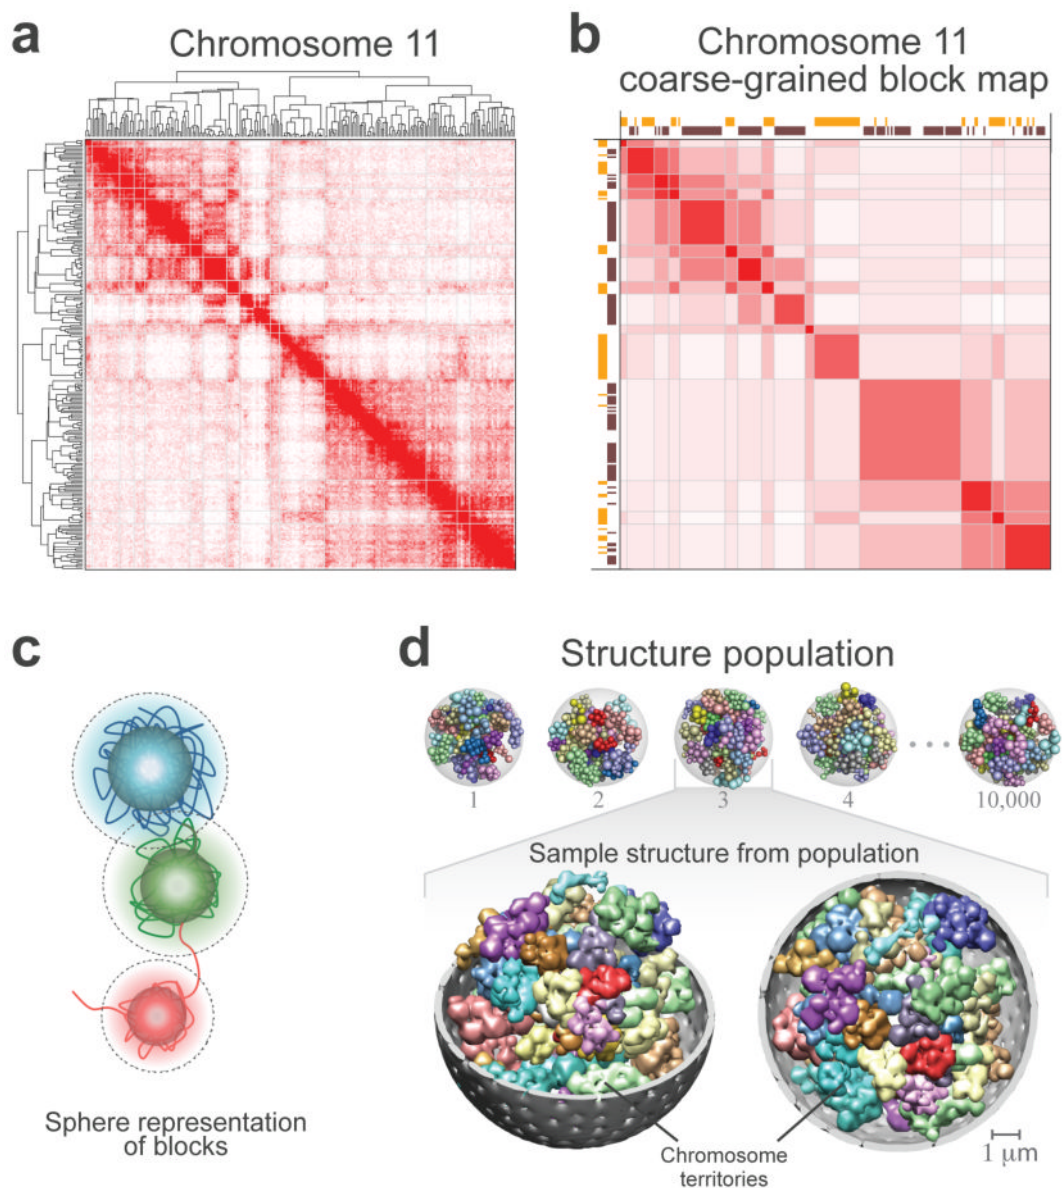 a
Chromosome 11
b
Chromosome 11
coarse-grained block map
c
Sphere representation
of blocks
d
Structure population
1
2
3
4
10,000
Sample structure from population
Chromosome
territories
1 μm